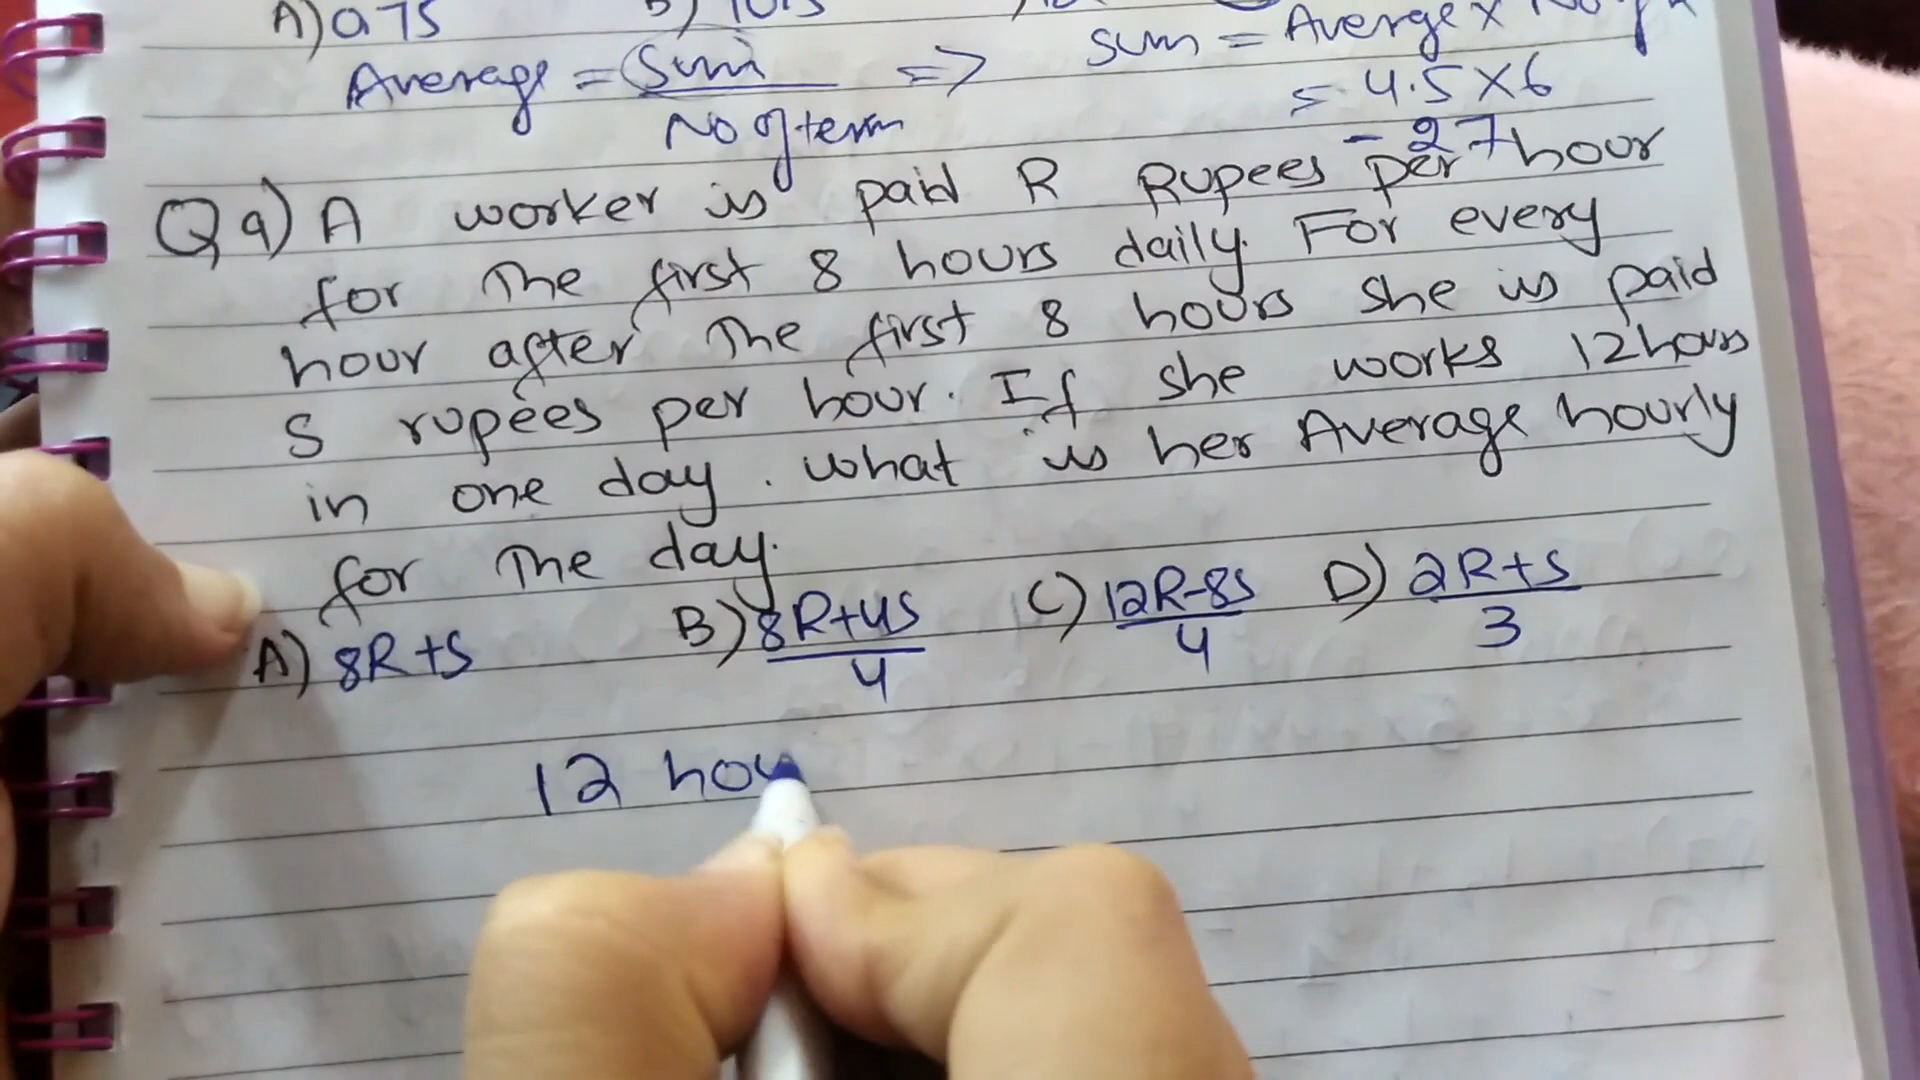 A) 0.75 B)
Average = Sum => Sum = Average x No of
No of term = 4.5 X 6
- 27
Q 9) A worker is paid R Rupees per hour
for The first 8 hours daily. For every
hour after The first 8 hours she is paid
S rupees per hour. If she works 12 hours
in one day. what is her Average hourly
for The day.
A) 8R+S B) 8R+4S C) 12R-8S D) 2R+S
4 4 3
12 hou